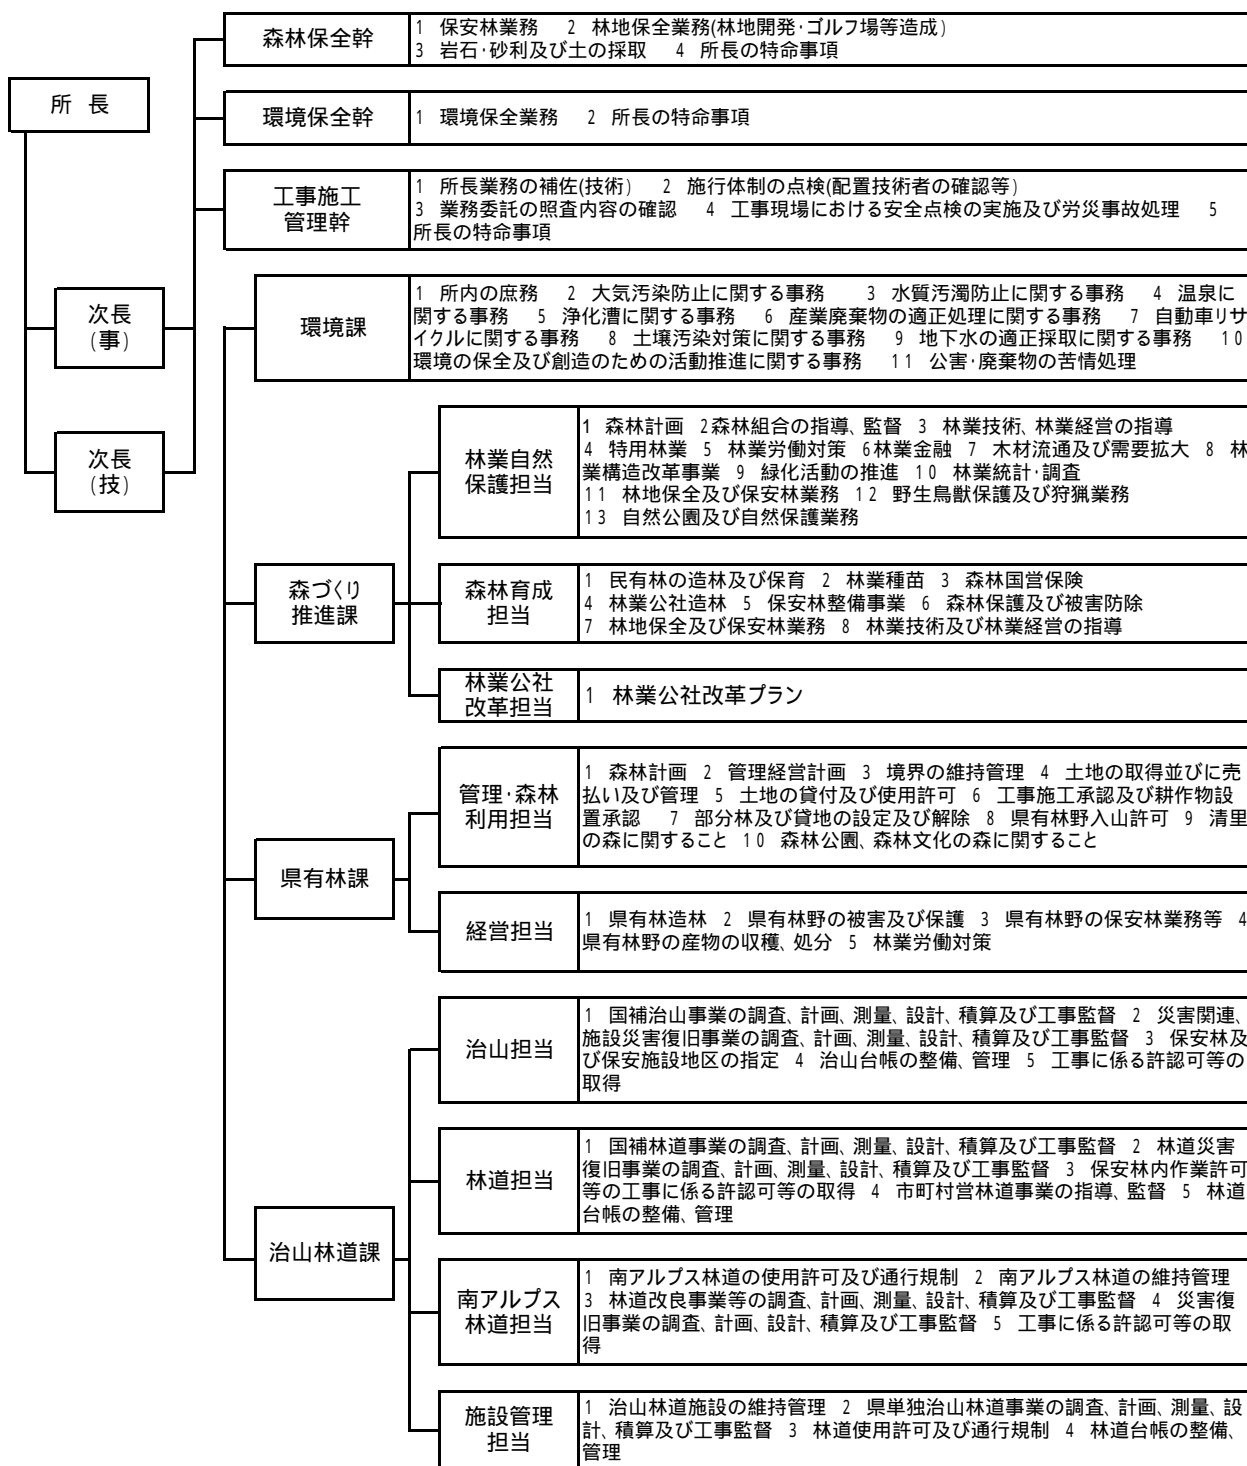 所 長
次長
(事)
次長
(技)
森林保全幹
1 保安林業務 2 林地保全業務(林地開発・ゴルフ場等造成)
3 岩石・砂利及び土の採取 4 所長の特命事項
環境保全幹
1 環境保全業務 2 所長の特命事項
工事施工
管理幹
1 所長業務の補佐(技術) 2 施行体制の点検(配置技術者の確認等)
3 業務委託の照査内容の確認 4 工事現場における安全点検の実施及び労災事故処理 5
所長の特命事項
環境課
1 所内の庶務 2 大気汚染防止に関する事務 3 水質汚濁防止に関する事務 4 温泉に
関する事務 5 浄化漕に関する事務 6 産業廃棄物の適正処理に関する事務 7 自動車リサ
イクルに関する事務 8 土壌汚染対策に関する事務 9 地下水の適正採取に関する事務 10
環境の保全及び創造のための活動推進に関する事務 11 公害・廃棄物の苦情処理
森づくり
推進課
林業自然
保護担当
1 森林計画 2森林組合の指導、監督 3 林業技術、林業経営の指導
4 特用林業 5 林業労働対策 6林業金融 7 木材流通及び需要拡大 8 林
業構造改革事業 9 緑化活動の推進 10 林業統計・調査
11 林地保全及び保安林業務 12 野生鳥獣保護及び狩猟業務
13 自然公園及び自然保護業務
森林育成
担当
1 民有林の造林及び保育 2 林業種苗 3 森林国営保険
4 林業公社造林 5 保安林整備事業 6 森林保護及び被害防除
7 林地保全及び保安林業務 8 林業技術及び林業経営の指導
林業公社
改革担当
1 林業公社改革プラン
県有林課
管理・森林
利用担当
1 森林計画 2 管理経営計画 3 境界の維持管理 4 土地の取得並びに売
払い及び管理 5 土地の貸付及び使用許可 6 工事施工承認及び耕作物設
置承認 7 部分林及び貸地の設定及び解除 8 県有林野入山許可 9 清里
の森に関すること 10 森林公園、森林文化の森に関すること
経営担当
1 県有林造林 2 県有林野の被害及び保護 3 県有林野の保安林業務等 4
県有林野の産物の収穫、処分 5 林業労働対策
治山林道課
治山担当
1 国補治山事業の調査、計画、測量、設計、積算及び工事監督 2 災害関連、
施設災害復旧事業の調査、計画、測量、設計、積算及び工事監督 3 保安林及
び保安施設地区の指定 4 治山台帳の整備、管理 5 工事に係る許認可等の
取得
林道担当
1 国補林道事業の調査、計画、測量、設計、積算及び工事監督 2 林道災害
復旧事業の調査、計画、測量、設計、積算及び工事監督 3 保安林内作業許可
等の工事に係る許認可等の取得 4 市町村営林道事業の指導、監督 5 林道
台帳の整備、管理
南アルプス
林道担当
1 南アルプス林道の使用許可及び通行規制 2 南アルプス林道の維持管理
3 林道改良事業等の調査、計画、測量、設計、積算及び工事監督 4 災害復
旧事業の調査、計画、設計、積算及び工事監督 5 工事に係る許認可等の取
得
施設管理
担当
1 治山林道施設の維持管理 2 県単独治山林道事業の調査、計画、測量、設
計、積算及び工事監督 3 林道使用許可及び通行規制 4 林道台帳の整備、
管理